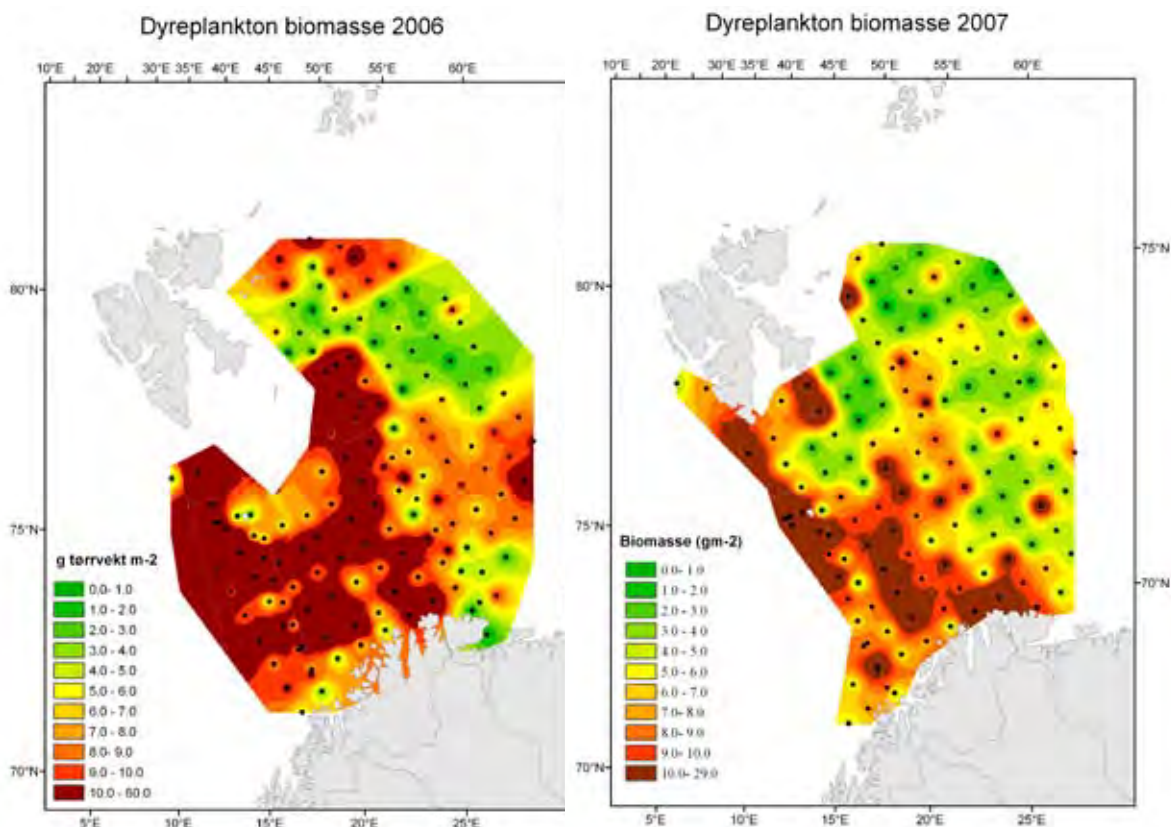 Dyreplankton biomasse 2006
10°E 20°E 30°E 35°E 40°E 45°E 50°E 55°E 60°E
80°N
75°N
g tørrvekt m-2
0.0- 1.0
1.0 - 2.0
2.0 - 3.0
3.0 - 4.0
4.0 - 5.0
5.0 - 6.0
6.0 - 7.0
7.0 - 8.0
8.0- 9.0
9.0 - 10.0
10.0 - 60.0
70°N
5°E 10°E 15°E 20°E 25°E
Dyreplankton biomasse 2007
10°E 20°E 30°E 35°E 40°E 45°E 50°E 55°E 60°E
75°N
80°N
75°N
Biomasse (gm-2)
0.0- 1.0
1.0 - 2.0
2.0 - 3.0
3.0 - 4.0
4.0 - 5.0
5.0 - 6.0
6.0 - 7.0
7.0- 8.0
8.0 - 9.0
9.0 - 10.0
10.0- 29.0
70°N
70°N
5°E 10°E 15°E 20°E 25°E